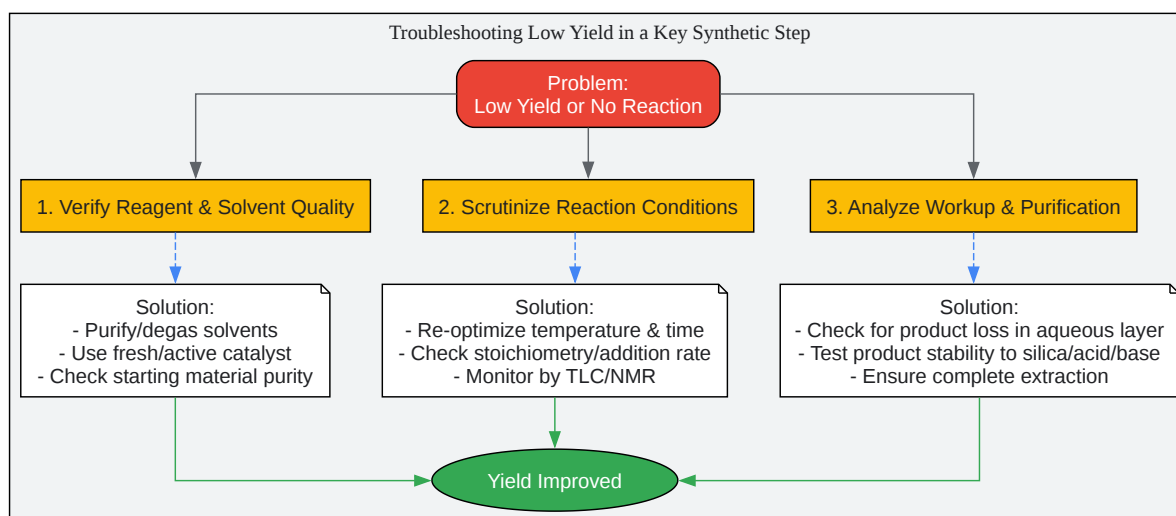 Troubleshooting Low Yield in a Key Synthetic Step
Problem:
Low Yield or No Reaction
1. Verify Reagent & Solvent Quality
2. Scrutinize Reaction Conditions
3. Analyze Workup & Purification
Solution:
- Purify/degas solvents
- Use fresh/active catalyst
- Check starting material purity
Solution:
- Re-optimize temperature & time
- Check stoichiometry/addition rate
- Monitor by TLC/NMR
Solution:
- Check for product loss in aqueous layer
- Test product stability to silica/acid/base
- Ensure complete extraction
Yield Improved